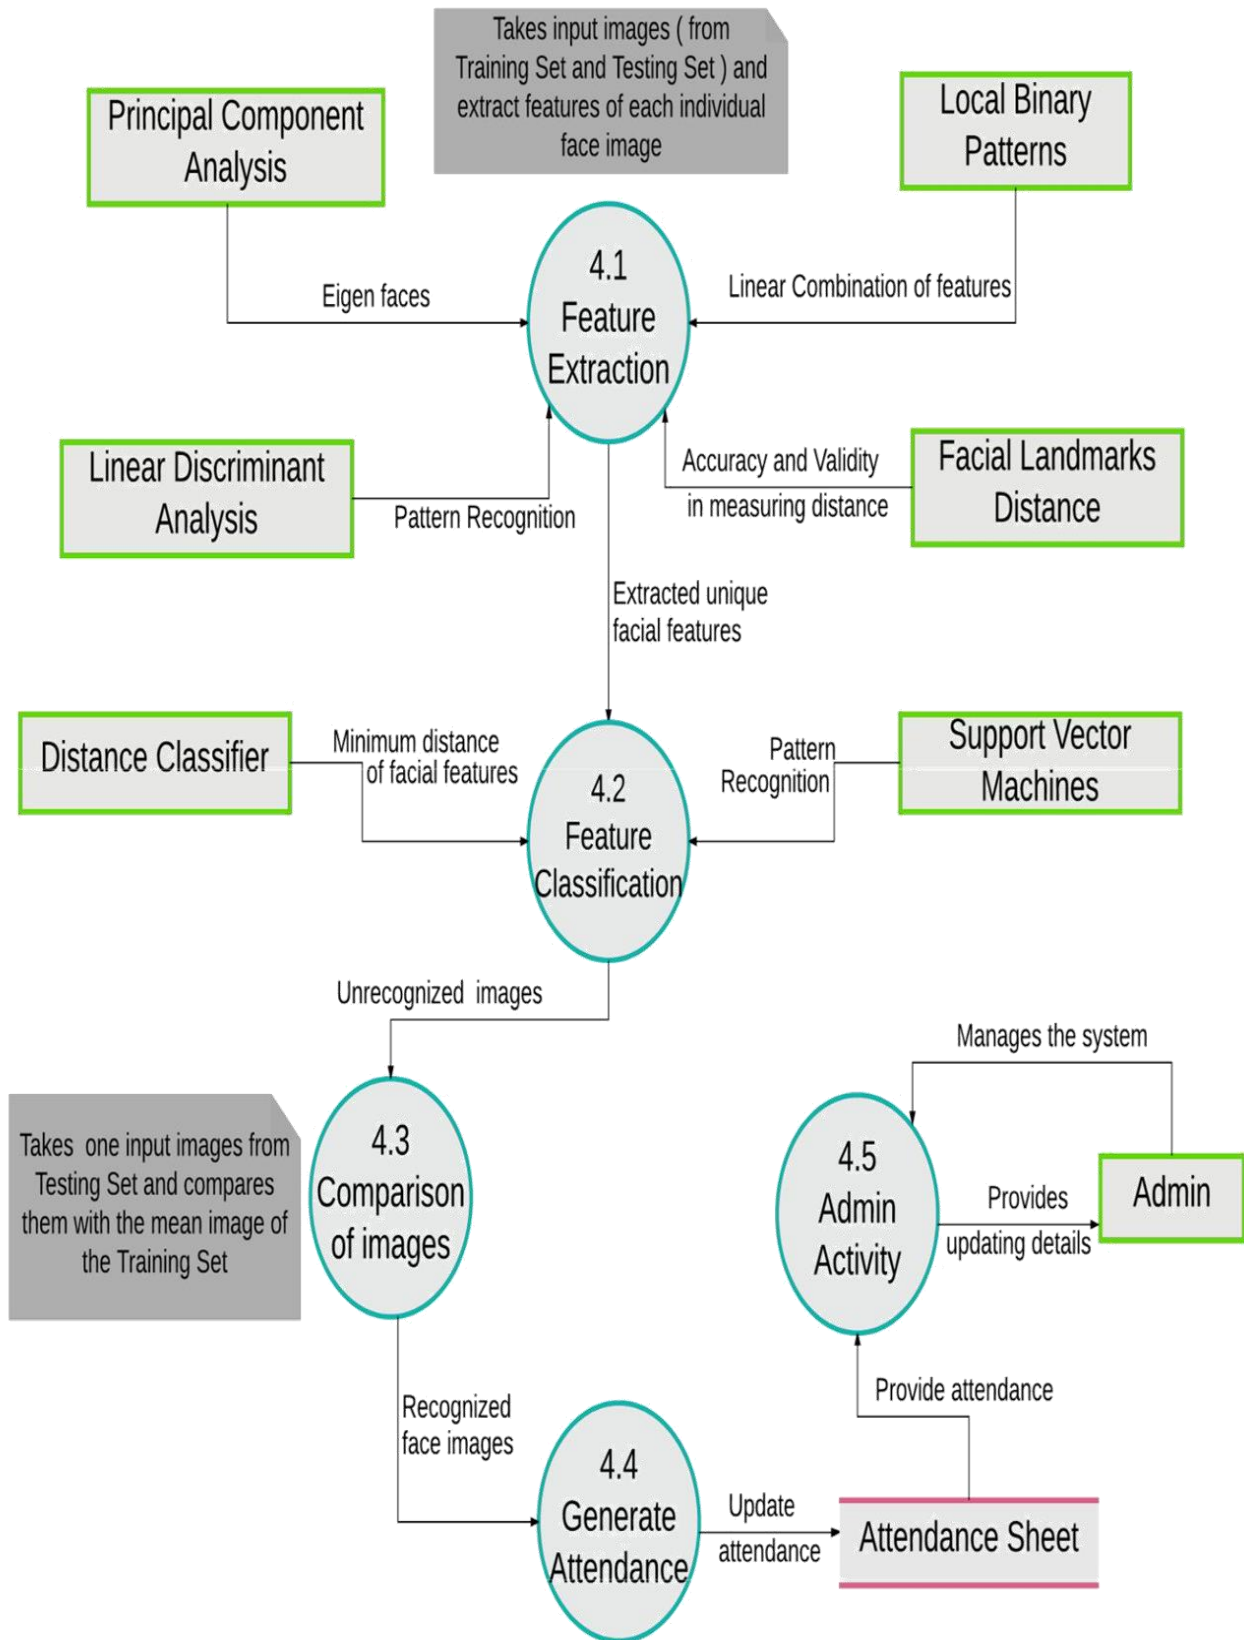 Takes input images ( from
Training Set and Testing Set ) and
extract features of each individual
face image
Principal Component
Analysis
Local Binary
Patterns
4.1
Feature
Extraction
Eigen faces
Linear Combination of features
Linear Discriminant
Analysis
Pattern Recognition
Accuracy and Validity
in measuring distance
Facial Landmarks
Distance
Extracted unique
facial features
Distance Classifier
Minimum distance
of facial features
4.2
Feature
Classification
Pattern
Recognition
Support Vector
Machines
Unrecognized  images
Takes  one input images from
Testing Set and compares
them with the mean image of
the Training Set
4.3
Comparison
of images
Manages the system
4.5
Admin
Activity
Provides
updating details
Admin
Recognized
face images
Provide attendance
4.4
Generate
Attendance
Update
attendance
Attendance Sheet